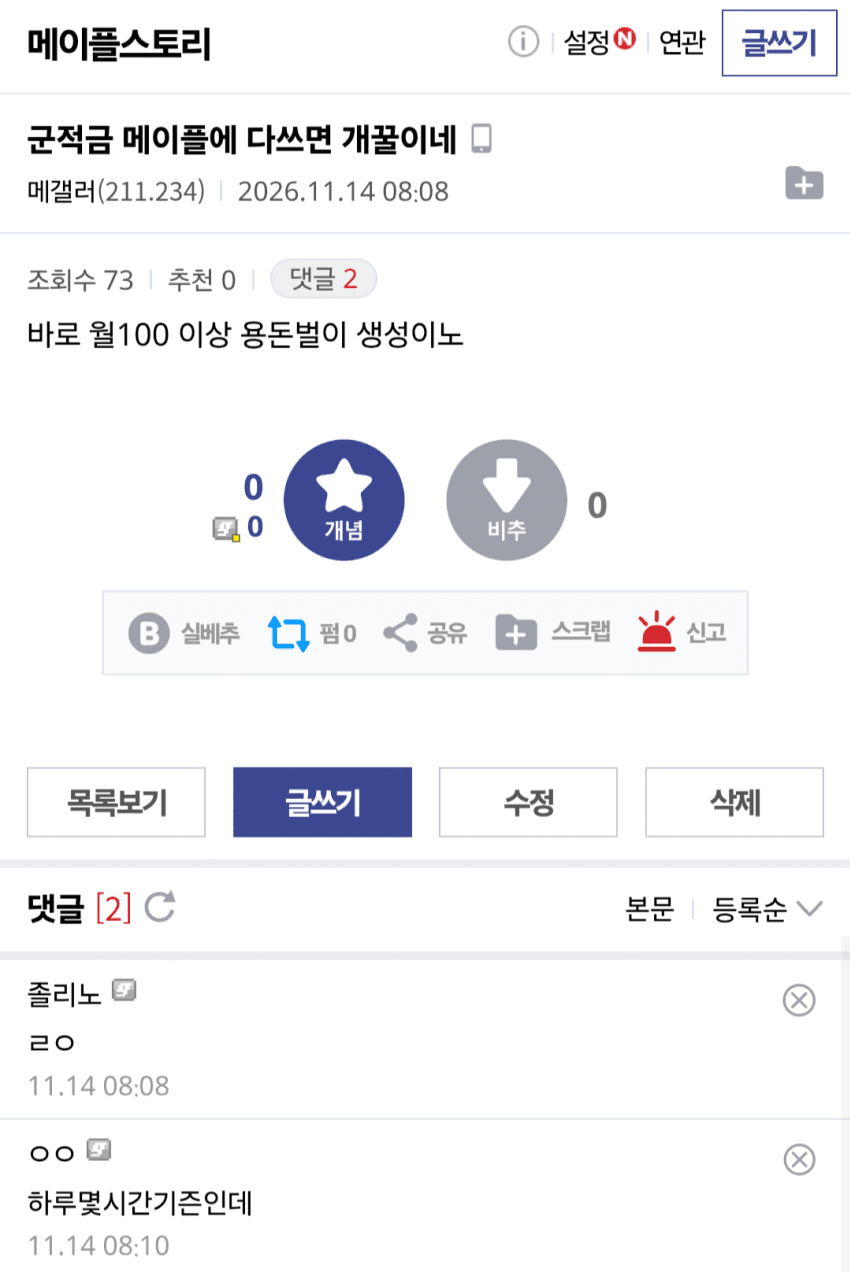 메이플스토리
설정 N 연관 글쓰기
군적금 메이플에 다쓰면 개꿀이네
메갤러(211.234) 2026.11.14 08:08
조회수 73 추천 0 댓글 2
바로 월100 이상 용돈벌이 생성이노
0
0
개념
비추
0
B 실베추 펌 0 공유 스크랩 신고
목록보기 글쓰기 수정 삭제
댓글 [2] 본문 등록순
졸리노
ㄹㅇ
11.14 08:08
ㅇㅇ
하루몇시간기즌인데
11.14 08:10